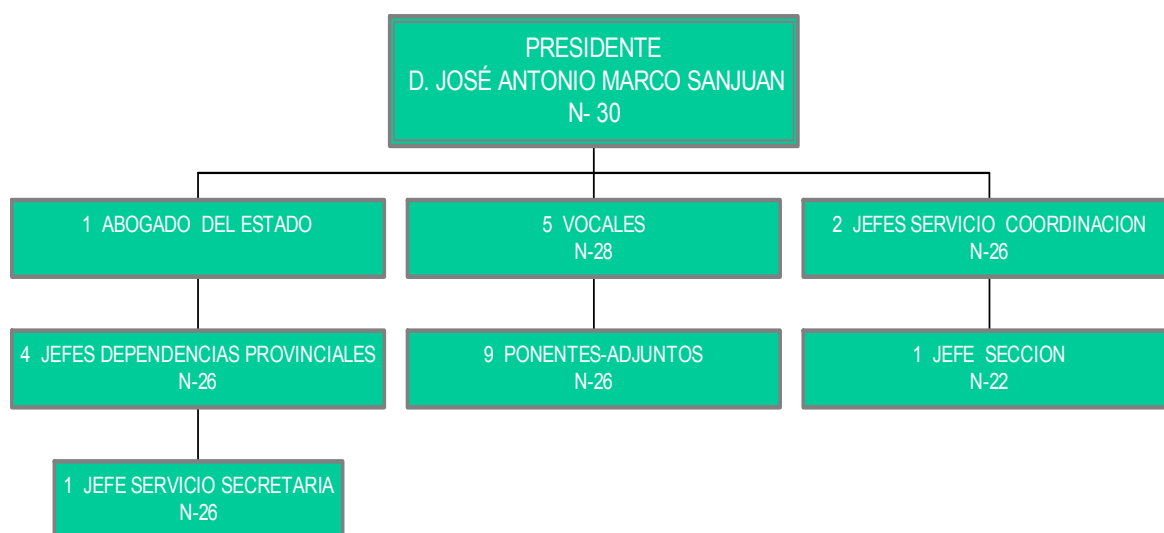 PRESIDENTE
D. JOSÉ ANTONIO MARCO SANJUAN
N- 30
1 ABOGADO DEL ESTADO
5 VOCALES
N-28
2 JEFES SERVICIO COORDINACION
N-26
4 JEFES DEPENDENCIAS PROVINCIALES
N-26
9 PONENTES-ADJUNTOS
N-26
1 JEFE SECCION
N-22
1 JEFE SERVICIO SECRETARIA
N-26